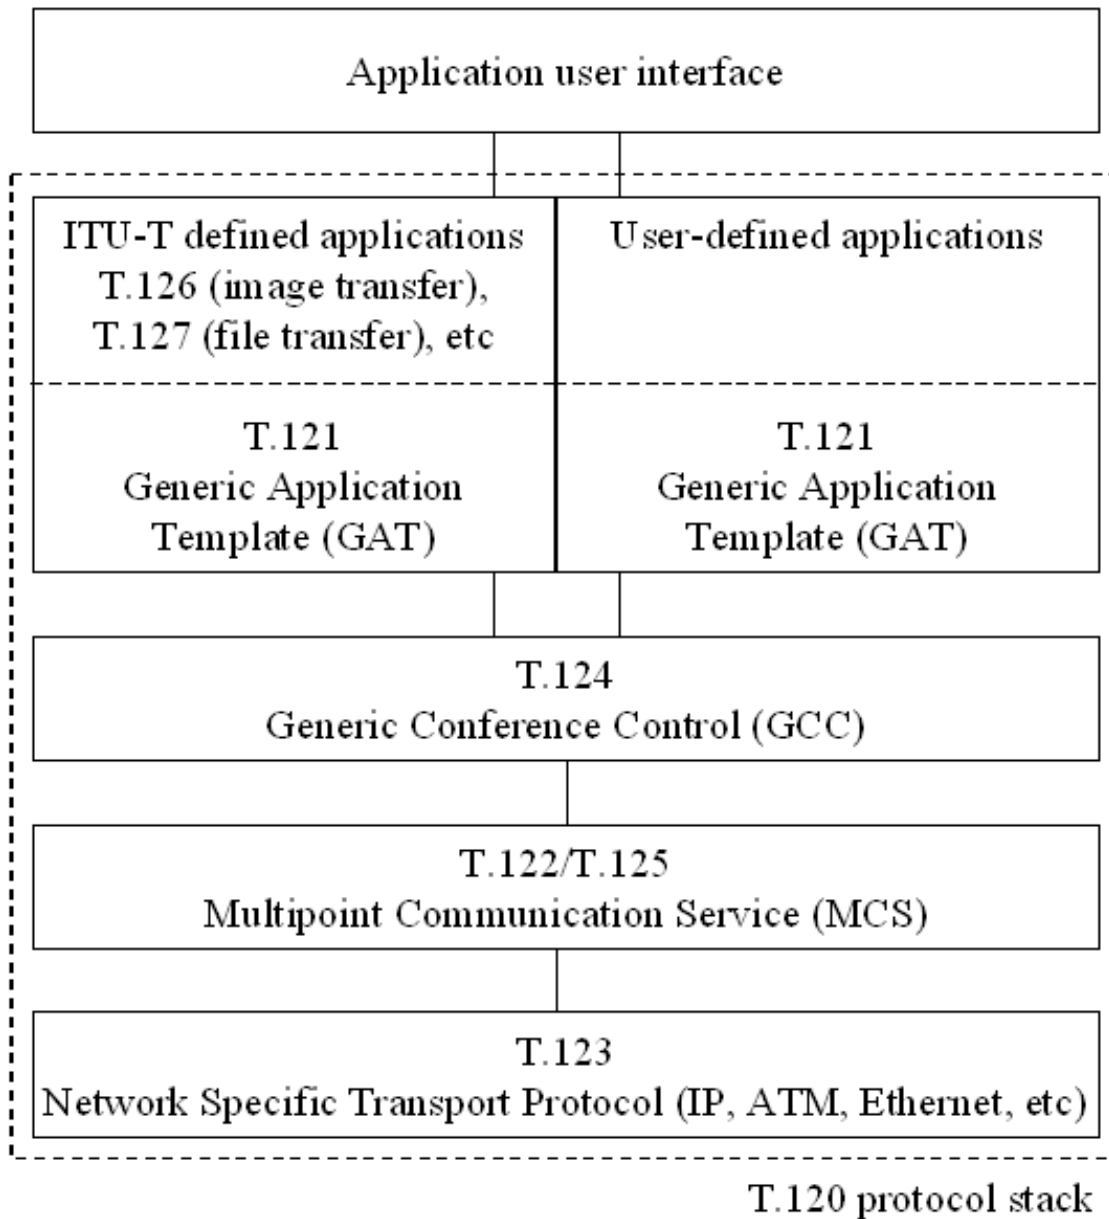 Application user interface
ITU-T defined applications
T.126 (image transfer),
T.127 (file transfer), etc
User-defined applications
T.121
Generic Application
Template (GAT)
T.121
Generic Application
Template (GAT)
T.124
Generic Conference Control (GCC)
T.122/T.125
Multipoint Communication Service (MCS)
T.123
Network Specific Transport Protocol (IP, ATM, Ethernet, etc)
T.120 protocol stack